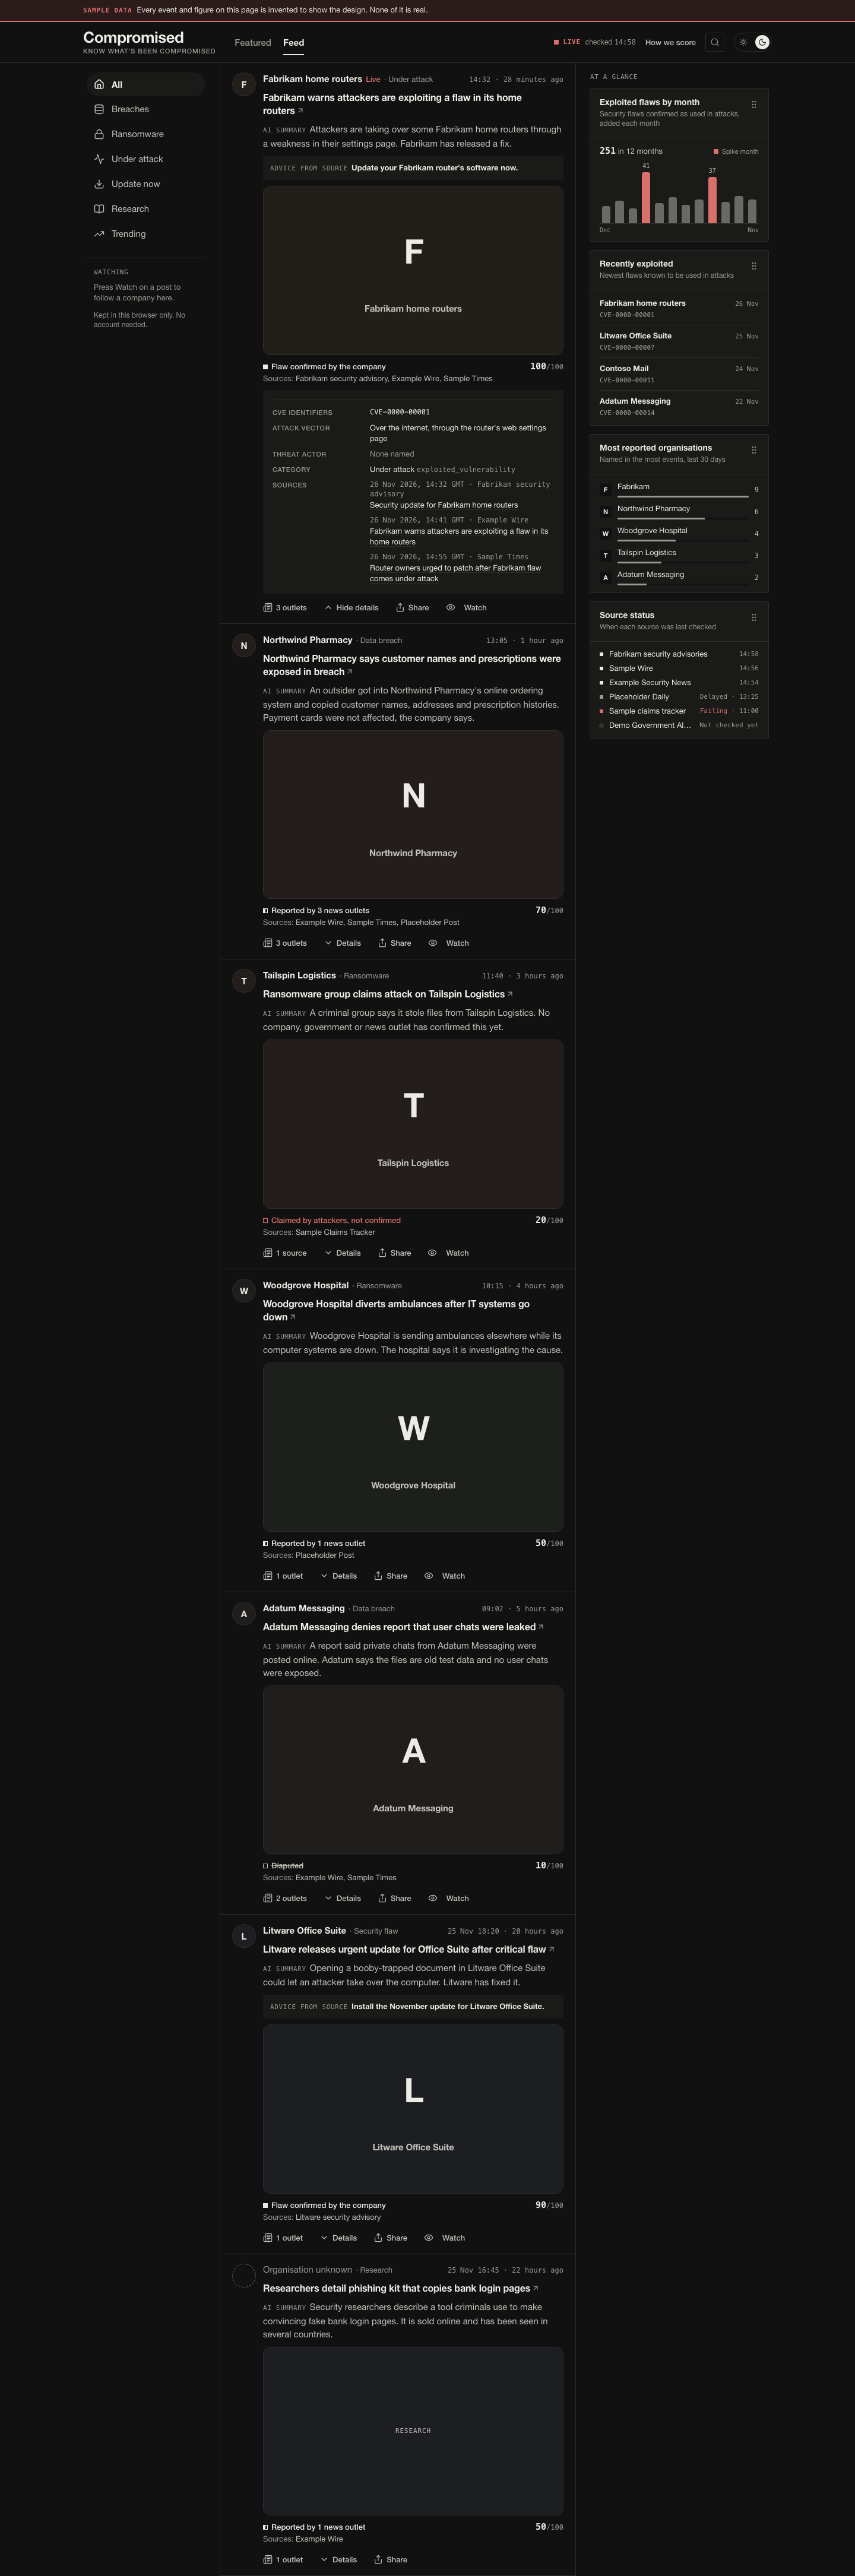 SAMPLE DATA Every event and figure on this page is invented to show the design. None of it is real.
Compromised
KNOW WHAT'S BEEN COMPROMISED
Featured Feed
LIVE checked 14:58 How we score
All
Breaches
Ransomware
Under attack
Update now
Research
Trending
WATCHING
Press Watch on a post to
follow a company here.
Kept in this browser only. No
account needed.
F
Fabrikam home routers Live · Under attack 14:32 · 28 minutes ago
Fabrikam warns attackers are exploiting a flaw in its home
routers
AI SUMMARY Attackers are taking over some Fabrikam home routers through
a weakness in their settings page. Fabrikam has released a fix.
ADVICE FROM SOURCE Update your Fabrikam router's software now.
F
Fabrikam home routers
Flaw confirmed by the company 100/100
Sources: Fabrikam security advisory, Example Wire, Sample Times
CVE IDENTIFIERS CVE-0000-00001
ATTACK VECTOR Over the internet, through the router's web settings
page
THREAT ACTOR None named
CATEGORY Under attack exploited_vulnerability
SOURCES 26 Nov 2026, 14:32 GMT · Fabrikam security
advisory
Security update for Fabrikam home routers
26 Nov 2026, 14:41 GMT · Example Wire
Fabrikam warns attackers are exploiting a flaw in its
home routers
26 Nov 2026, 14:55 GMT · Sample Times
Router owners urged to patch after Fabrikam flaw
comes under attack
3 outlets Hide details Share Watch
N
Northwind Pharmacy · Data breach 13:05 · 1 hour ago
Northwind Pharmacy says customer names and prescriptions were
exposed in breach
AI SUMMARY An outsider got into Northwind Pharmacy's online ordering
system and copied customer names, addresses and prescription histories.
Payment cards were not affected, the company says.
N
Northwind Pharmacy
Reported by 3 news outlets 70/100
Sources: Example Wire, Sample Times, Placeholder Post
3 outlets Details Share Watch
T
Tailspin Logistics · Ransomware 11:40 · 3 hours ago
Ransomware group claims attack on Tailspin Logistics
AI SUMMARY A criminal group says it stole files from Tailspin Logistics. No
company, government or news outlet has confirmed this yet.
T
Tailspin Logistics
Claimed by attackers, not confirmed 20/100
Sources: Sample Claims Tracker
1 source Details Share Watch
W
Woodgrove Hospital · Ransomware 10:15 · 4 hours ago
Woodgrove Hospital diverts ambulances after IT systems go
down
AI SUMMARY Woodgrove Hospital is sending ambulances elsewhere while its
computer systems are down. The hospital says it is investigating the cause.
W
Woodgrove Hospital
Reported by 1 news outlet 50/100
Sources: Placeholder Post
1 outlet Details Share Watch
A
Adatum Messaging · Data breach 09:02 · 5 hours ago
Adatum Messaging denies report that user chats were leaked
AI SUMMARY A report said private chats from Adatum Messaging were
posted online. Adatum says the files are old test data and no user chats
were exposed.
A
Adatum Messaging
Disputed 10/100
Sources: Example Wire, Sample Times
2 outlets Details Share Watch
L
Litware Office Suite · Security flaw 25 Nov 18:20 · 20 hours ago
Litware releases urgent update for Office Suite after critical flaw
AI SUMMARY Opening a booby-trapped document in Litware Office Suite
could let an attacker take over the computer. Litware has fixed it.
ADVICE FROM SOURCE Install the November update for Litware Office Suite.
L
Litware Office Suite
Flaw confirmed by the company 90/100
Sources: Litware security advisory
1 outlet Details Share Watch
Organisation unknown · Research 25 Nov 16:45 · 22 hours ago
Researchers detail phishing kit that copies bank login pages
AI SUMMARY Security researchers describe a tool criminals use to make
convincing fake bank login pages. It is sold online and has been seen in
several countries.
RESEARCH
Reported by 1 news outlet 50/100
Sources: Example Wire
1 outlet Details Share
AT A GLANCE
Exploited flaws by month
Security flaws confirmed as used in attacks,
added each month
251 in 12 months Spike month
41
37
Dec Nov
Recently exploited
Newest flaws known to be used in attacks
Fabrikam home routers 26 Nov
CVE-0000-00001
Litware Office Suite 25 Nov
CVE-0000-00007
Contoso Mail 24 Nov
CVE-0000-00011
Adatum Messaging 22 Nov
CVE-0000-00014
Most reported organisations
Named in the most events, last 30 days
F Fabrikam 9
N Northwind Pharmacy 6
W Woodgrove Hospital 4
T Tailspin Logistics 3
A Adatum Messaging 2
Source status
When each source was last checked
Fabrikam security advisories 14:58
Sample Wire 14:56
Example Security News 14:54
Placeholder Daily Delayed · 13:25
Sample claims tracker Failing · 11:00
Demo Government Al... Not checked yet